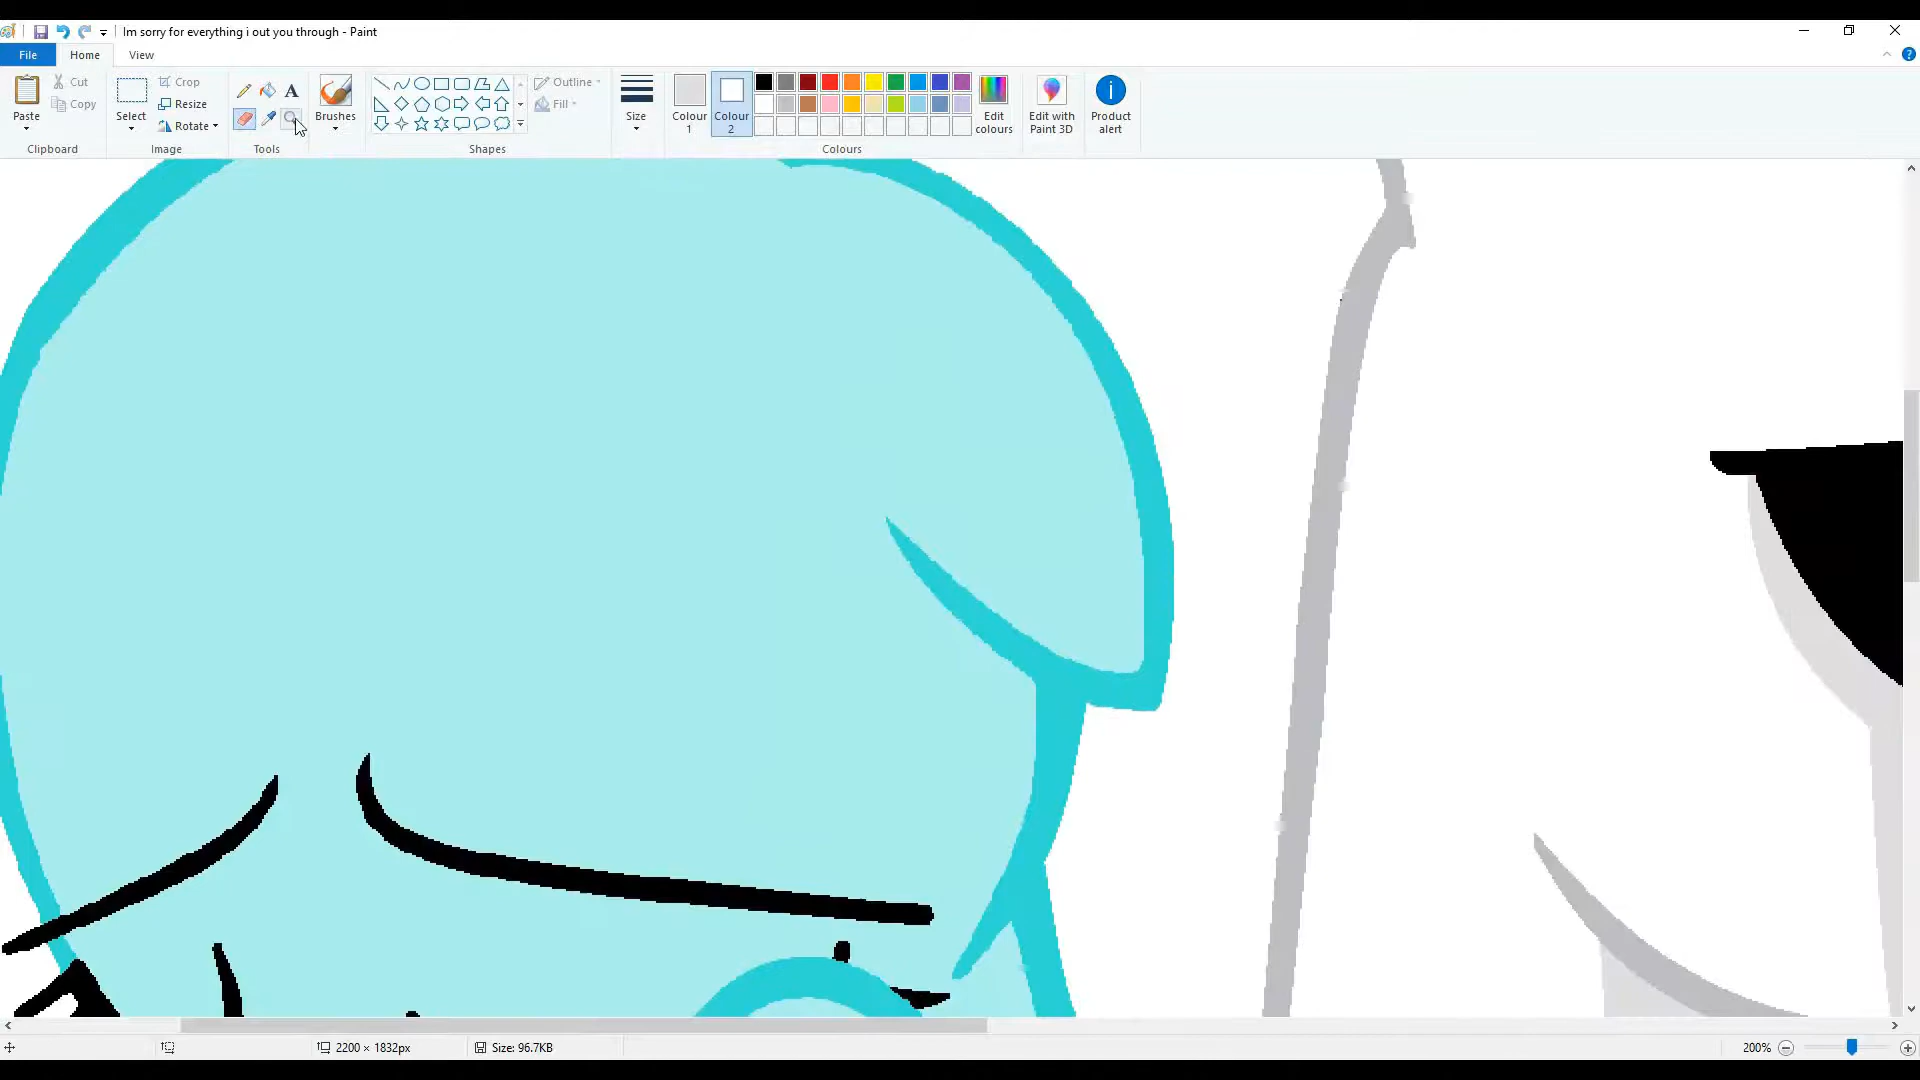 Im sorry for everything i out you through - Paint
File Home View
Paste
Cut
Copy
Clipboard
Select
Crop
Resize
Rotate
Image
A
Tools
Brushes
Shapes
Outline
Fill
Size
Colour 1
Colour 2
Edit colours
Colours
Edit with Paint 3D
Product alert
2200 × 1832px
Size: 96.7KB
200%